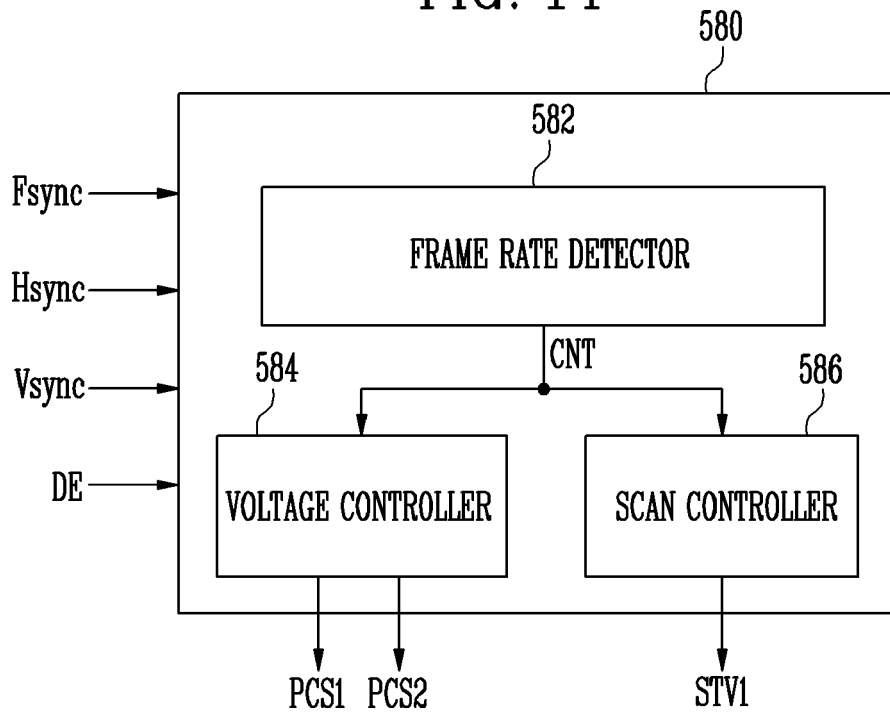 580
582
Fsync
FRAME RATE DETECTOR
Hsync
CNT
Vsync
584
586
DE
VOLTAGE CONTROLLER
SCAN CONTROLLER
PCS1 PCS2
STV1